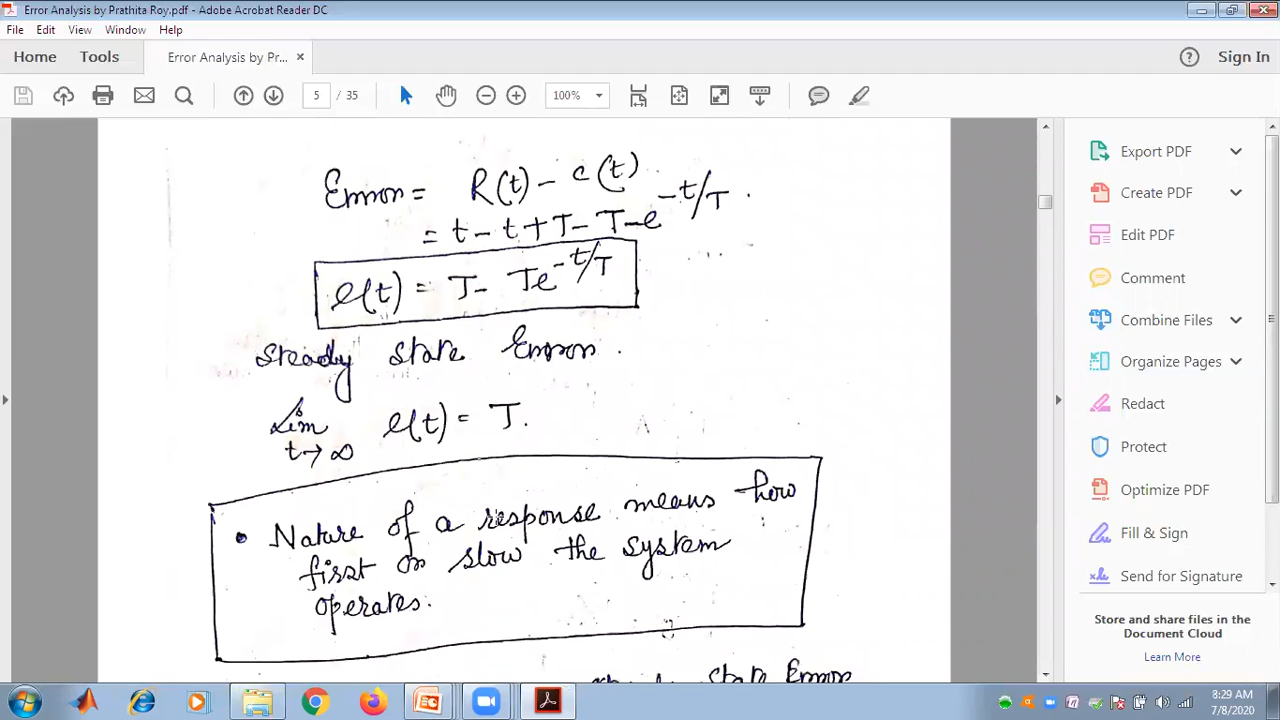 Error Analysis by Prathita Roy.pdf - Adobe Acrobat Reader DC
File Edit View Window Help
Home Tools Error Analysis by Pr... × Sign In
5 / 35 100%
Error = R(t) - c(t)
= t - t + T - T - e^-t/T
e(t) = T - Te^-t/T
Steady State Error.
Lim e(t) = T.
t→∞
• Nature of a response means how
first or slow the system
operates.
State Error
Export PDF
Create PDF
Edit PDF
Comment
Combine Files
Organize Pages
Redact
Protect
Optimize PDF
Fill & Sign
Send for Signature
Store and share files in the
Document Cloud
Learn More
8:29 AM
7/8/2020